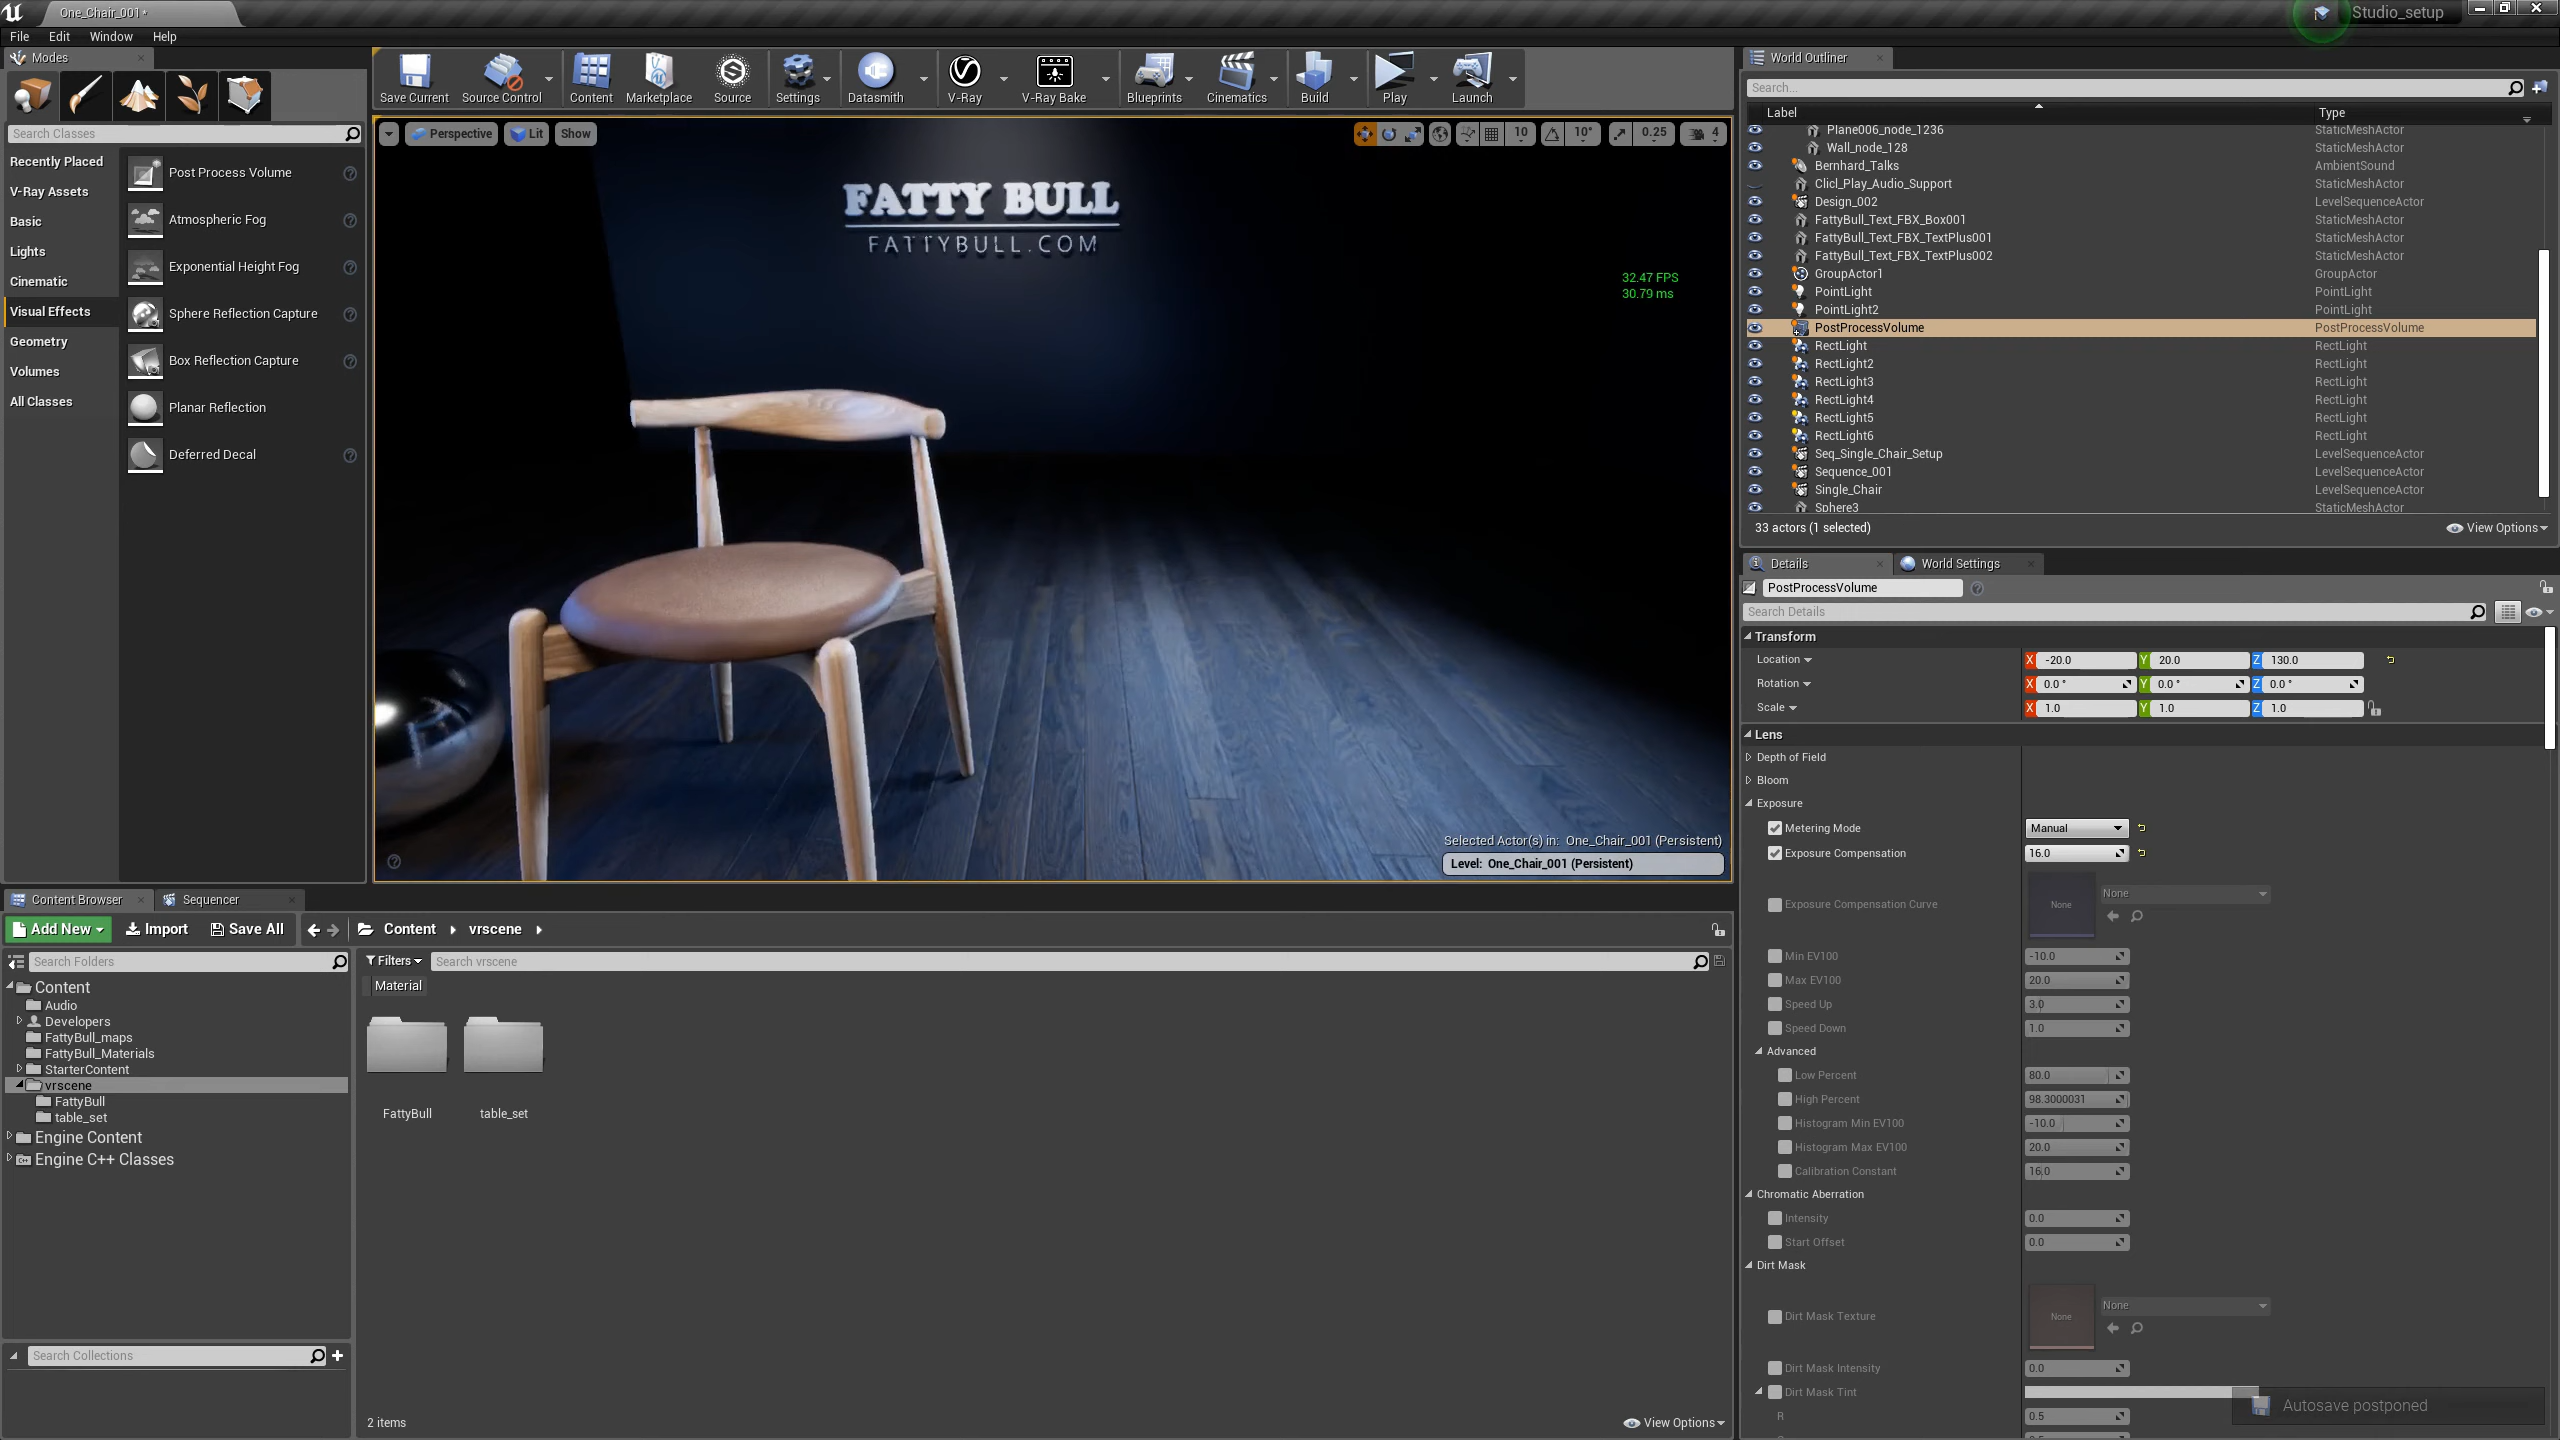 One_Chair_001*
Studio_setup
File Edit Window Help
Modes
Search Classes
Recently Placed
V-Ray Assets
Basic
Lights
Cinematic
Visual Effects
Geometry
Volumes
All Classes
Post Process Volume
Atmospheric Fog
Exponential Height Fog
Sphere Reflection Capture
Box Reflection Capture
Planar Reflection
Deferred Decal
Save Current Source Control Content Marketplace Source Settings Datasmith V-Ray V-Ray Bake Blueprints Cinematics Build Play Launch
Perspective Lit Show 10 10° 0.25 4
FATTY BULL
FATTYBULL.COM
32.47 FPS
30.79 ms
Selected Actor(s) in: One_Chair_001 (Persistent)
Level: One_Chair_001 (Persistent)
World Outliner
Search...
Label Type
Plane006_node_1236 StaticMeshActor
Wall_node_128 StaticMeshActor
Bernhard_Talks AmbientSound
Clicl_Play_Audio_Support StaticMeshActor
Design_002 LevelSequenceActor
FattyBull_Text_FBX_Box001 StaticMeshActor
FattyBull_Text_FBX_TextPlus001 StaticMeshActor
FattyBull_Text_FBX_TextPlus002 StaticMeshActor
GroupActor1 GroupActor
PointLight PointLight
PointLight2 PointLight
PostProcessVolume PostProcessVolume
RectLight RectLight
RectLight2 RectLight
RectLight3 RectLight
RectLight4 RectLight
RectLight5 RectLight
RectLight6 RectLight
Seq_Single_Chair_Setup LevelSequenceActor
Sequence_001 LevelSequenceActor
Single_Chair LevelSequenceActor
Sphere3 StaticMeshActor
33 actors (1 selected) View Options
Details World Settings
PostProcessVolume
Search Details
Transform
Location X -20.0 Y 20.0 Z 130.0
Rotation X 0.0 ° Y 0.0 ° Z 0.0 °
Scale X 1.0 Y 1.0 Z 1.0
Lens
Depth of Field
Bloom
Exposure
Metering Mode Manual
Exposure Compensation 16.0
Exposure Compensation Curve None None
Min EV100 -10.0
Max EV100 20.0
Speed Up 3.0
Speed Down 1.0
Advanced
Low Percent 80.0
High Percent 98.3000031
Histogram Min EV100 -10.0
Histogram Max EV100 20.0
Calibration Constant 16.0
Chromatic Aberration
Intensity 0.0
Start Offset 0.0
Dirt Mask
Dirt Mask Texture None None
Dirt Mask Intensity 0.0
Dirt Mask Tint
R 0.5
Autosave postponed
Content Browser Sequencer
Add New Import Save All Content vrscene
Search Folders
Content
Audio
Developers
FattyBull_maps
FattyBull_Materials
StarterContent
vrscene
FattyBull
table_set
Engine Content
Engine C++ Classes
Search Collections
Filters Search vrscene
Material
FattyBull table_set
2 items View Options